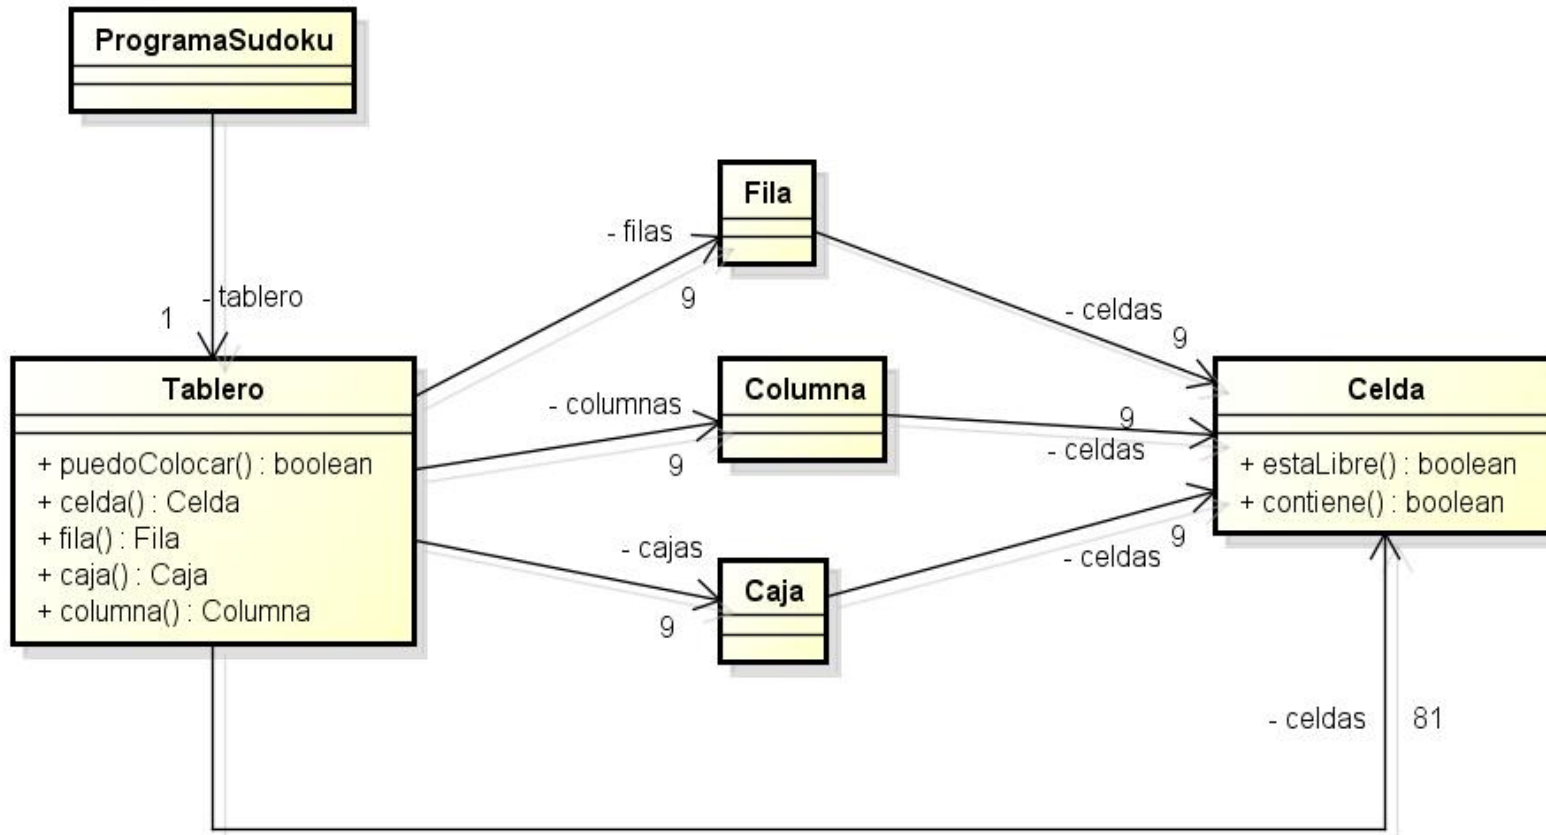 ProgramaSudoku
- tablero
1
Tablero
+ puedoColocar() : boolean
+ celda() : Celda
+ fila() : Fila
+ caja() : Caja
+ columna() : Columna
- filas
9
- columnas
9
- cajas
9
Fila
Columna
Caja
- celdas
9
9
- celdas
9
- celdas
Celda
+ estaLibre() : boolean
+ contiene() : boolean
- celdas
81